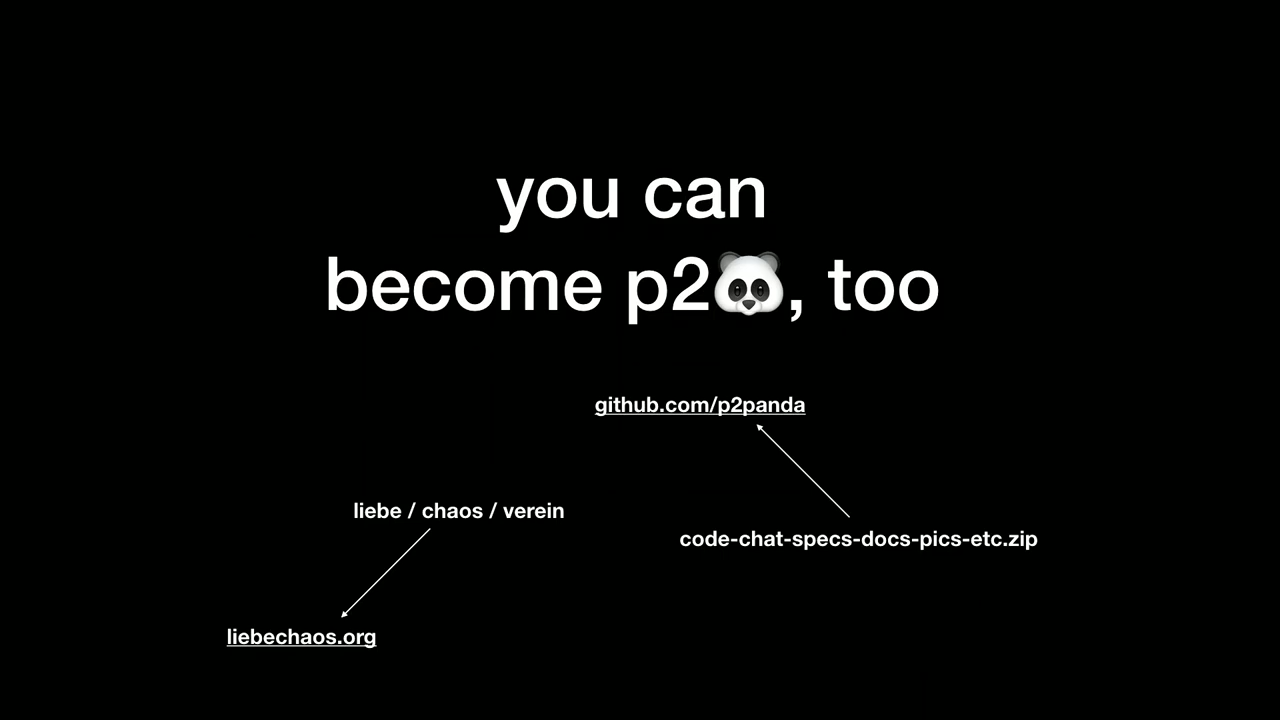 you can
become p2🐼, too
github.com/p2panda
liebe / chaos / verein
code-chat-specs-docs-pics-etc.zip
liebechaos.org